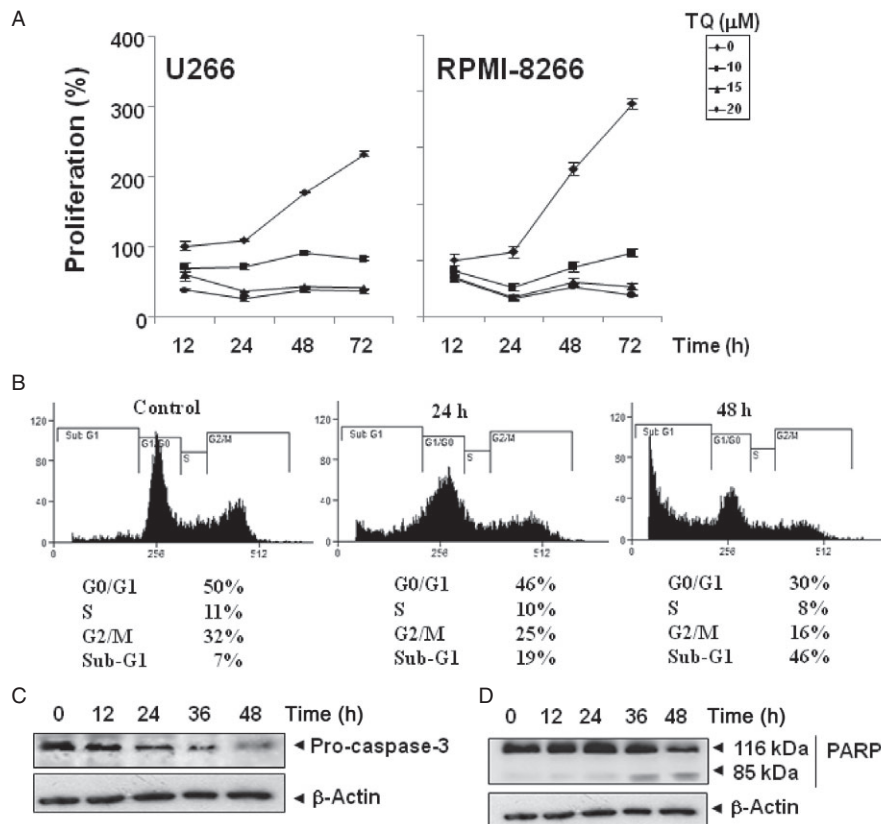 A
TQ (μM)
0
10
15
20
400
300
200
100
0
Proliferation (%)
U266
RPMI-8266
12 24 48 72
12 24 48 72
Time (h)
B
Control
120
80
40
0
Sub G1
G1/G0
S
G2/M
0 256 512
G0/G1 50%
S 11%
G2/M 32%
Sub-G1 7%
24 h
120
80
40
0
Sub G1
G1/G0
S
G2/M
0 256 512
G0/G1 46%
S 10%
G2/M 25%
Sub-G1 19%
48 h
120
80
40
0
Sub G1
G1/G0
S
G2/M
0 256 512
G0/G1 30%
S 8%
G2/M 16%
Sub-G1 46%
C
0 12 24 36 48 Time (h)
Pro-caspase-3
β-Actin
D
0 12 24 36 48 Time (h)
116 kDa
85 kDa
PARP
β-Actin